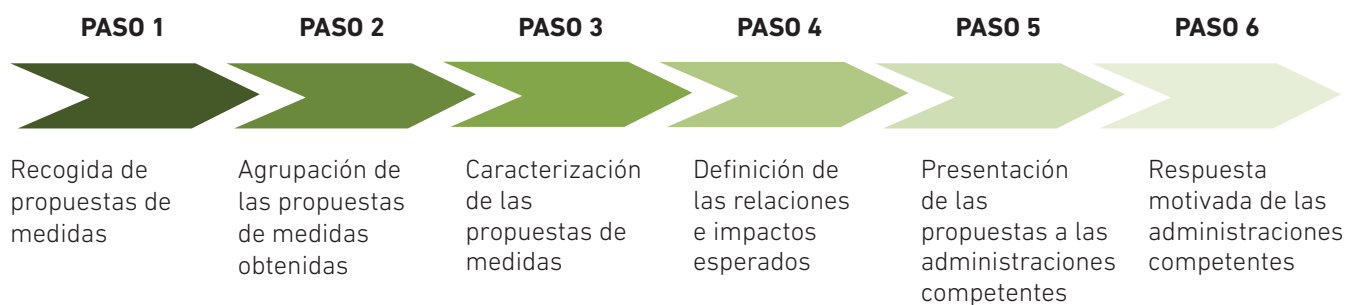 PASO 1
PASO 2
PASO 3
PASO 4
PASO 5
PASO 6
Recogida de
propuestas de
medidas
Agrupación de
las propuestas
de medidas
obtenidas
Caracterización
de las
propuestas de
medidas
Definición de
las relaciones
e impactos
esperados
Presentación
de las
propuestas a las
administraciones
competentes
Respuesta
motivada de las
administraciones
competentes